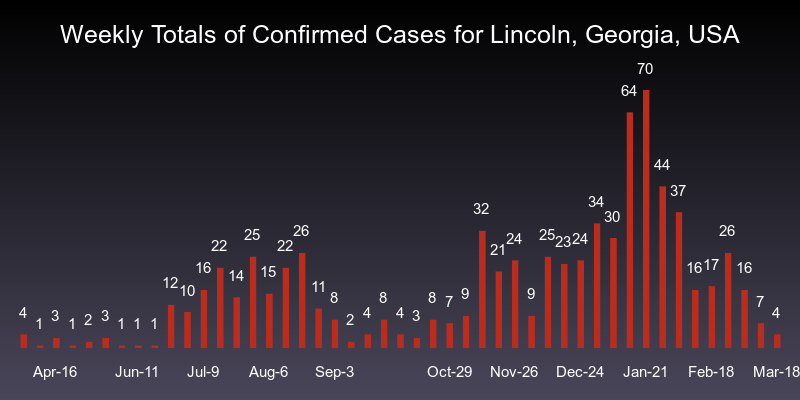 Weekly Totals of Confirmed Cases for Lincoln, Georgia, USA
4 1 3 1 2 3 1 1 1 12 10 16 22 14 25 15 22 26 11 8 2 4 8 4 3 8 7 9 32 21 24 9 25 23 24 34 30 64 70 44 37 16 17 26 16 7 4
Apr-16 Jun-11 Jul-9 Aug-6 Sep-3 Oct-29 Nov-26 Dec-24 Jan-21 Feb-18 Mar-18